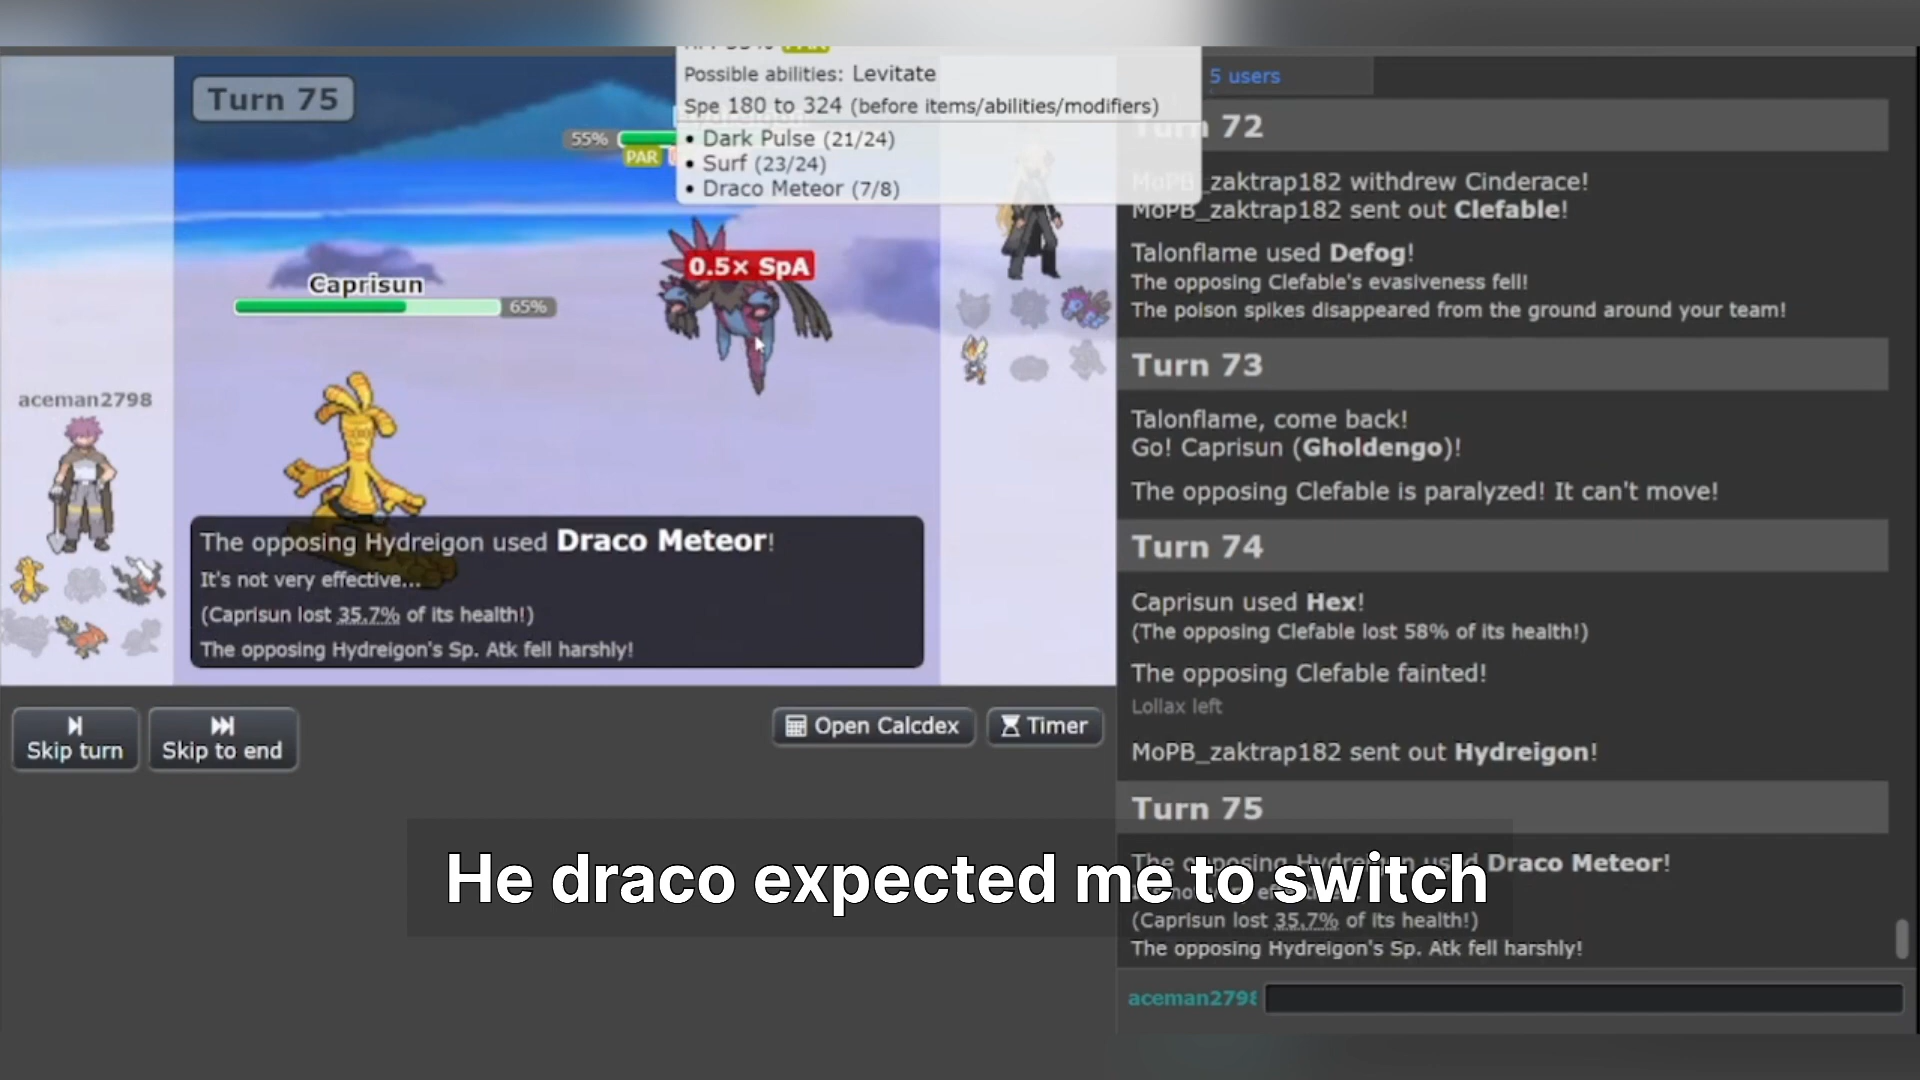 Turn 75
55%
PAR
Possible abilities: Levitate
Spe 180 to 324 (before items/abilities/modifiers)
• Dark Pulse (21/24)
• Surf (23/24)
• Draco Meteor (7/8)
0.5× SpA
Caprisun
65%
aceman2798
The opposing Hydreigon used Draco Meteor!
It's not very effective...
(Caprisun lost 35.7% of its health!)
The opposing Hydreigon's Sp. Atk fell harshly!
Skip turn
Skip to end
Open Calcdex
Timer
5 users
Turn 72
MoPB_zaktrap182 withdrew Cinderace!
MoPB_zaktrap182 sent out Clefable!
Talonflame used Defog!
The opposing Clefable's evasiveness fell!
The poison spikes disappeared from the ground around your team!
Turn 73
Talonflame, come back!
Go! Caprisun (Gholdengo)!
The opposing Clefable is paralyzed! It can't move!
Turn 74
Caprisun used Hex!
(The opposing Clefable lost 58% of its health!)
The opposing Clefable fainted!
Lollax left
MoPB_zaktrap182 sent out Hydreigon!
Turn 75
The opposing Hydreigon used Draco Meteor!
(Caprisun lost 35.7% of its health!)
The opposing Hydreigon's Sp. Atk fell harshly!
aceman2798
He draco expected me to switch